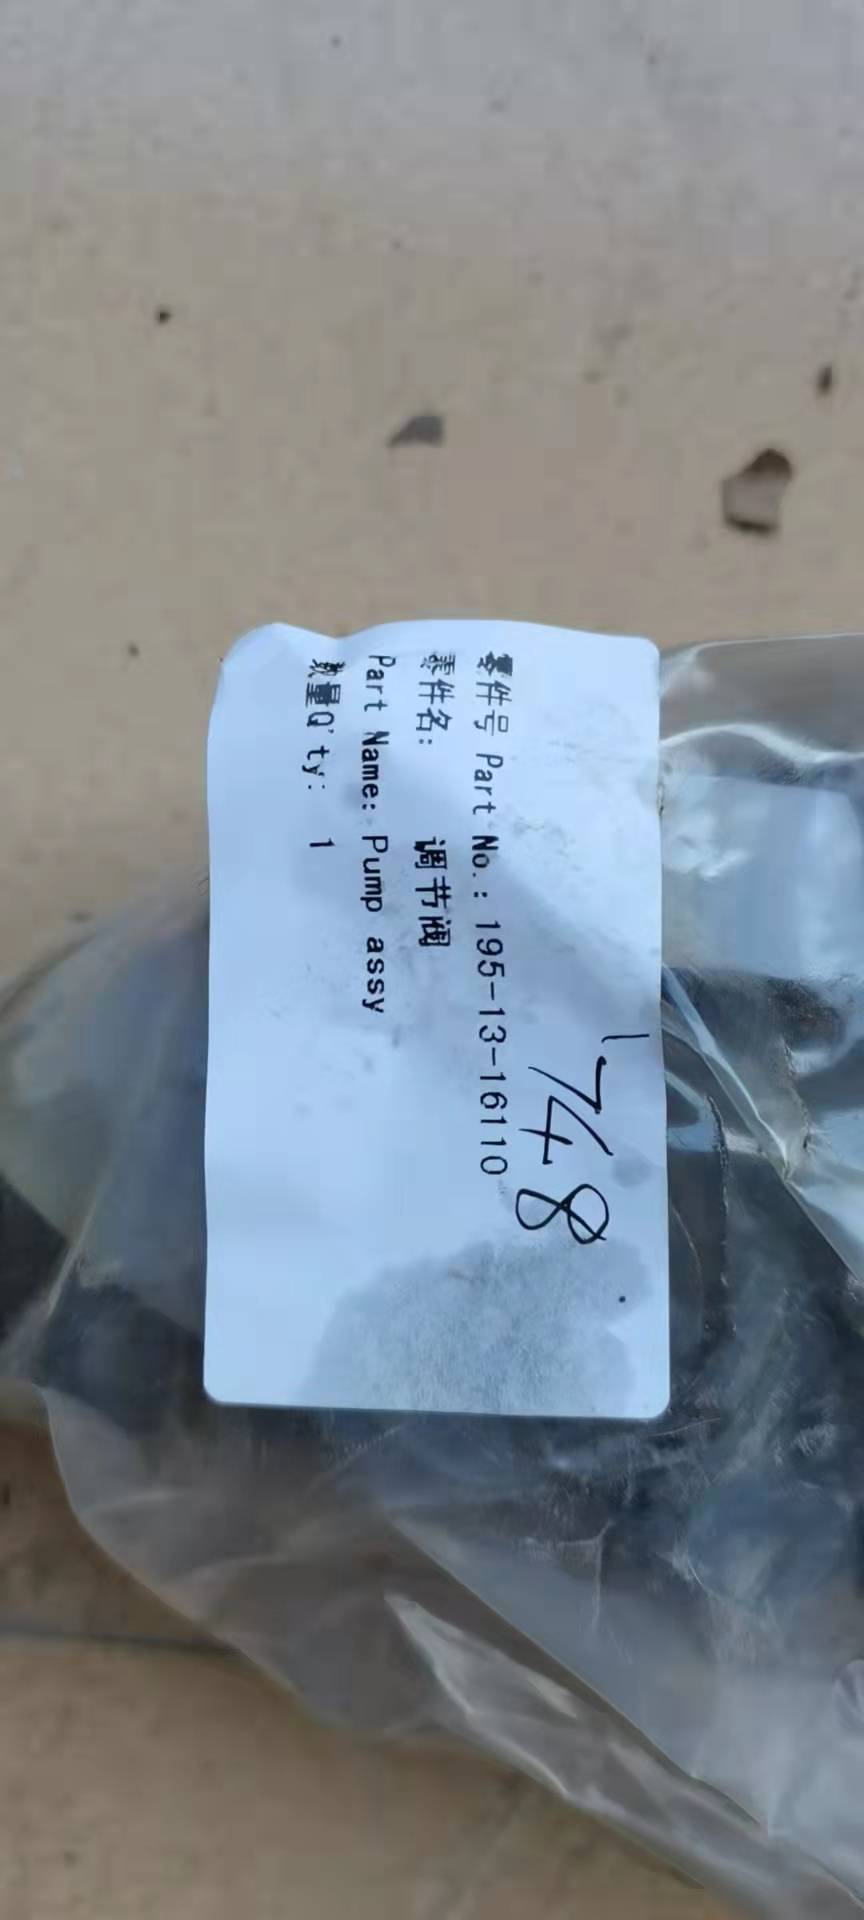 1748
零件号 Part No.: 195-13-16110
零件名: 调节阀
Part Name: Pump assy
数量Q'ty: 1